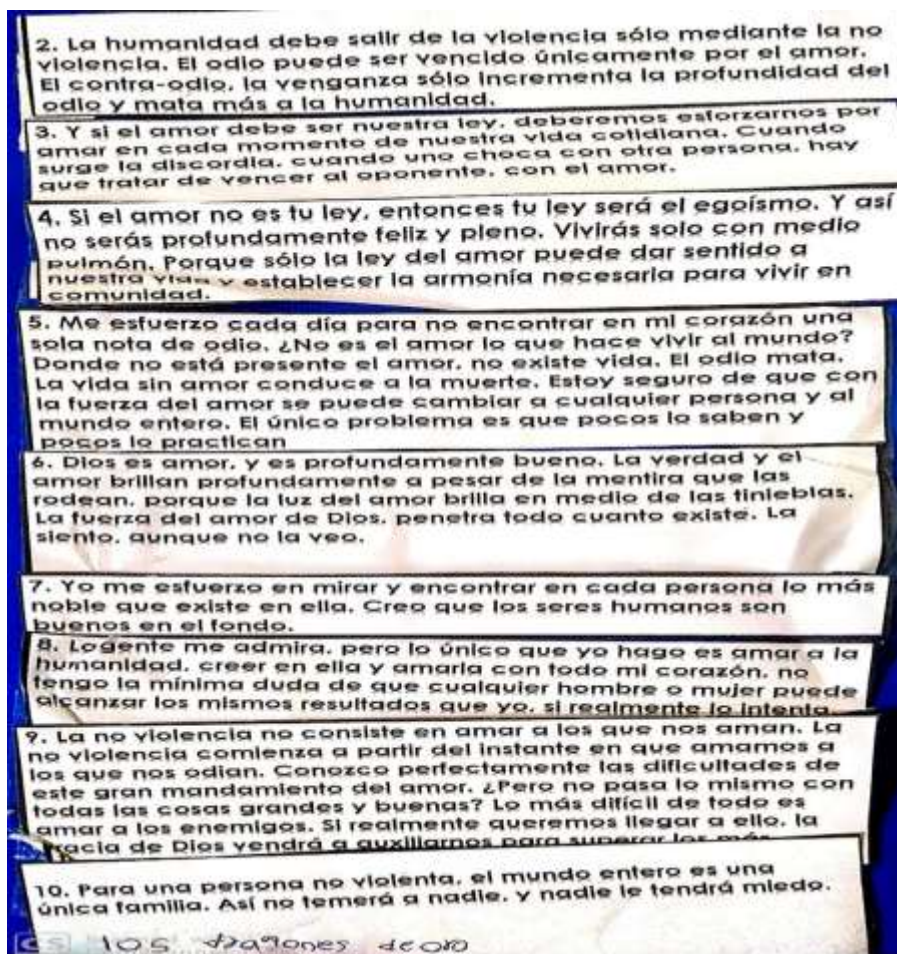 2. La humanidad debe salir de la violencia sólo mediante la no
violencia. El odio puede ser vencido únicamente por el amor.
El contra-odio, la venganza sólo incrementa la profundidad del
odio y mata más a la humanidad.
3. Y si el amor debe ser nuestra ley, deberemos esforzarnos por
amar en cada momento de nuestra vida cotidiana. Cuando
surge la discordia, cuando uno choca con otra persona, hay
que tratar de vencer al oponente, con el amor.
4. Si el amor no es tu ley, entonces tu ley será el egoísmo. Y así
no serás profundamente feliz y pleno. Vivirás solo con medio
pulmón. Porque sólo la ley del amor puede dar sentido a
nuestra vida y establecer la armonía necesaria para vivir en
comunidad.
5. Me esfuerzo cada día para no encontrar en mi corazón una
sola nota de odio. ¿No es el amor lo que hace vivir al mundo?
Donde no está presente el amor, no existe vida. El odio mata.
La vida sin amor conduce a la muerte. Estoy seguro de que con
la fuerza del amor se puede cambiar a cualquier persona y al
mundo entero. El único problema es que pocos lo saben y
pocos lo practican
6. Dios es amor, y es profundamente bueno. La verdad y el
amor brillan profundamente a pesar de la mentira que las
rodean, porque la luz del amor brilla en medio de las tinieblas.
La fuerza del amor de Dios, penetra todo cuanto existe. La
siento, aunque no la veo.
7. Yo me esfuerzo en mirar y encontrar en cada persona lo más
noble que existe en ella. Creo que los seres humanos son
buenos en el fondo.
8. Lagente me admira, pero lo único que yo hago es amar a la
humanidad, creer en ella y amarla con todo mi corazón, no
tengo la mínima duda de que cualquier hombre o mujer puede
alcanzar los mismos resultados que yo, si realmente lo intenta.
9. La no violencia no consiste en amar a los que nos aman. La
no violencia comienza a partir del instante en que amamos a
los que nos odian. Conozco perfectamente las dificultades de
este gran mandamiento del amor. ¿Pero no pasa lo mismo con
todas las cosas grandes y buenas? Lo más difícil de todo es
amar a los enemigos. Si realmente queremos llegar a ello, la
gracia de Dios vendrá a auxiliarnos para superar los más
10. Para una persona no violenta, el mundo entero es una
única familia. Así no temerá a nadie, y nadie le tendrá miedo.
CS los dragones de oro